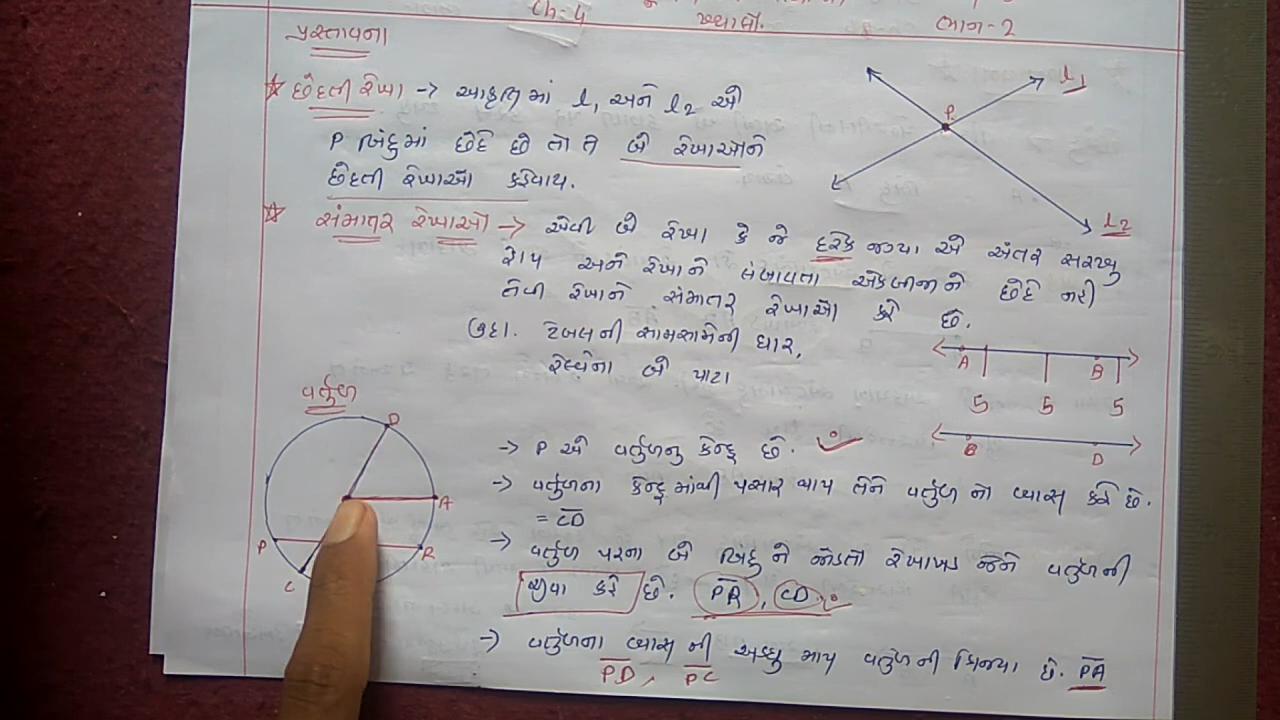 Ch:4 ભાગ-2
પ્રસ્તાવના
છેદતી રેખા → આકૃતિ માં l₁ અને l₂ એ
P બિંદુમાં છેદે છે તો તે બે રેખાઓને
છેદતી રેખાઓ કહેવાય.
P
l₁
l₂
સંમાતર રેખાઓ → એવી બે રેખા કે જે દરેક જગ્યા એ અંતર સરખુ
હોય અને રેખાને લંબાવતા એકબીજાને છેદે નહી
તેવી રેખાને સંમાતર રેખાઓ કહે છે.
ઉદા. ટેબલની સામસામેની ધાર,
રેલ્વેના બે પાટા
A B
5 5 5
B D
વર્તુળ
D
A
P R
C
→ P એ વર્તુળનુ કેન્દ્ર છે.
→ વર્તુળના કેન્દ્રમાંથી પસાર થાય તેને વર્તુળ નો વ્યાસ કહે છે.
= CD
→ વર્તુળ પરના બે બિંદુ ને જોડતો રેખાખંડ જેને વર્તુળની
જીવા કહે છે. PR, CD
→ વર્તુળના વ્યાસ ની અડધુ માપ વર્તુળની ત્રિજ્યા છે. PA
PD, PC